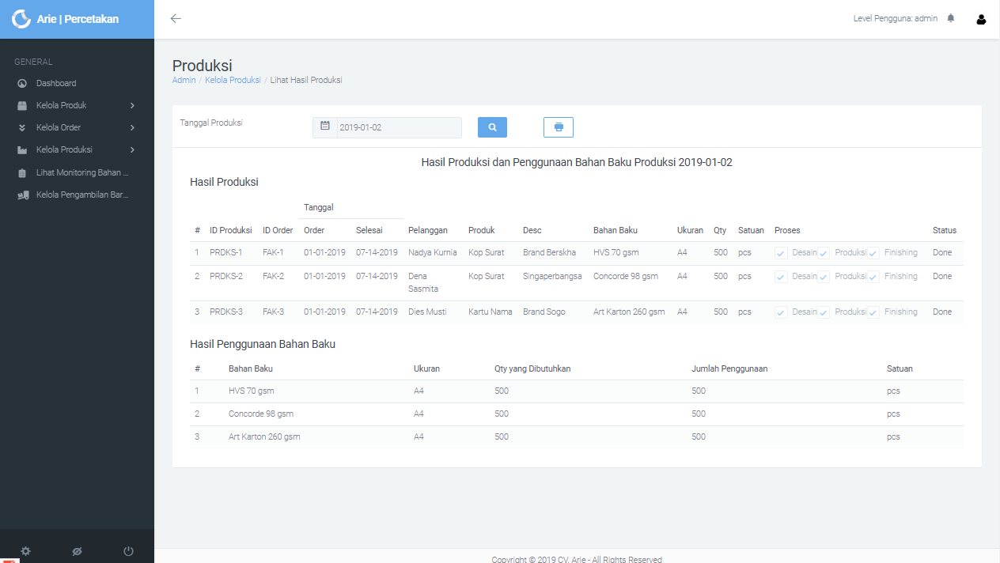 Arie | Percetakan
Level Pengguna: admin
GENERAL
Dashboard
Kelola Produk
Kelola Order
Kelola Produksi
Lihat Monitoring Bahan ...
Kelola Pengambilan Bar...
Produksi
Admin / Kelola Produksi / Lihat Hasil Produksi
Tanggal Produksi 2019-01-02
Hasil Produksi dan Penggunaan Bahan Baku Produksi 2019-01-02
Hasil Produksi
Tanggal
# ID Produksi ID Order Order Selesai Pelanggan Produk Desc Bahan Baku Ukuran Qty Satuan Proses Status
1 PRDKS-1 FAK-1 01-01-2019 07-14-2019 Nadya Kurnia Kop Surat Brand Berskha HVS 70 gsm A4 500 pcs Desain Produksi Finishing Done
2 PRDKS-2 FAK-2 01-01-2019 07-14-2019 Dena Kop Surat Singaperbangsa Concorde 98 gsm A4 500 pcs Desain Produksi Finishing Done
Sasmita
3 PRDKS-3 FAK-3 01-01-2019 07-14-2019 Dies Musti Kartu Nama Brand Sogo Art Karton 260 gsm A4 500 pcs Desain Produksi Finishing Done
Hasil Penggunaan Bahan Baku
# Bahan Baku Ukuran Qty yang Dibutuhkan Jumlah Penggunaan Satuan
1 HVS 70 gsm A4 500 500 pcs
2 Concorde 98 gsm A4 500 500 pcs
3 Art Karton 260 gsm A4 500 500 pcs
Copyright © 2019 CV. Arie - All Rights Reserved